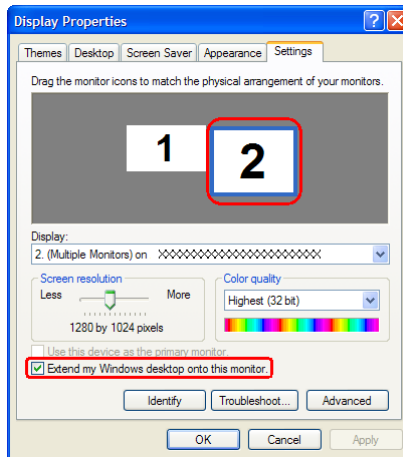 Display Properties
Themes Desktop Screen Saver Appearance Settings
Drag the monitor icons to match the physical arrangement of your monitors.
1 2
Display:
2. (Multiple Monitors) on XXXXXXXXXXXXXXXXXXXXXXXX
Screen resolution Color quality
Less More Highest (32 bit)
1280 by 1024 pixels
Use this device as the primary monitor.
Extend my Windows desktop onto this monitor.
Identify Troubleshoot... Advanced
OK Cancel Apply